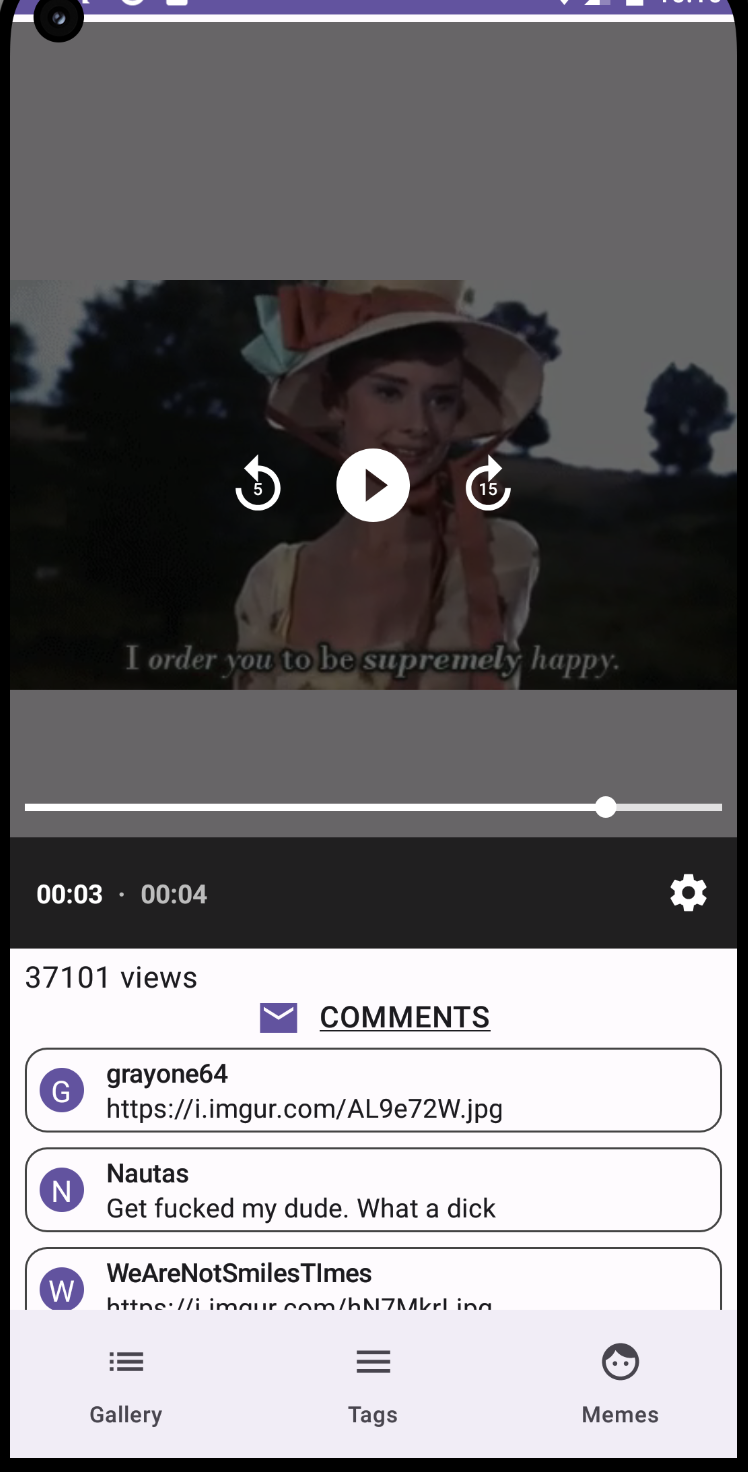 5
15
I order you to be supremely happy.
00:03 · 00:04
37101 views
COMMENTS
G
grayone64
https://i.imgur.com/AL9e72W.jpg
N
Nautas
Get fucked my dude. What a dick
W
WeAreNotSmilesTImes
Gallery
Tags
Memes